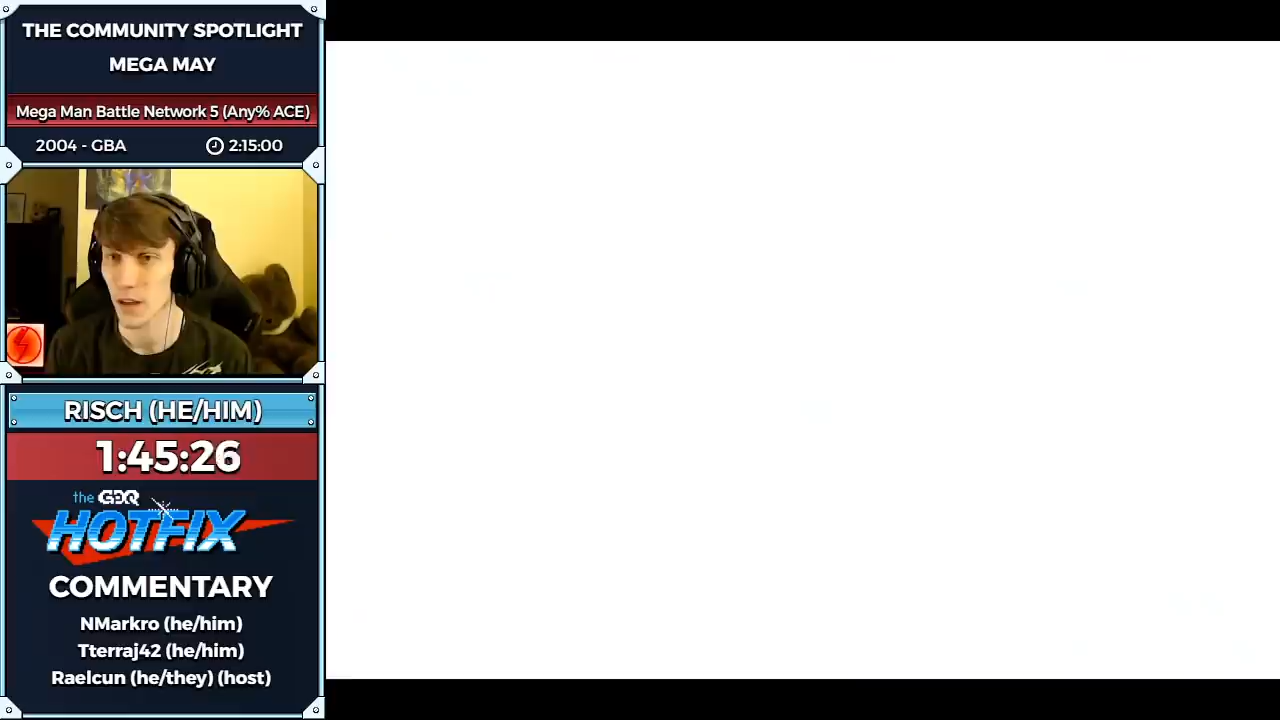 THE COMMUNITY SPOTLIGHT
MEGA MAY
Mega Man Battle Network 5 (Any% ACE)
2004 - GBA
2:15:00
RISCH (HE/HIM)
1:45:26
the GDQ
HOTFIX
COMMENTARY
NMarkro (he/him)
Tterraj42 (he/him)
Raelcun (he/they) (host)